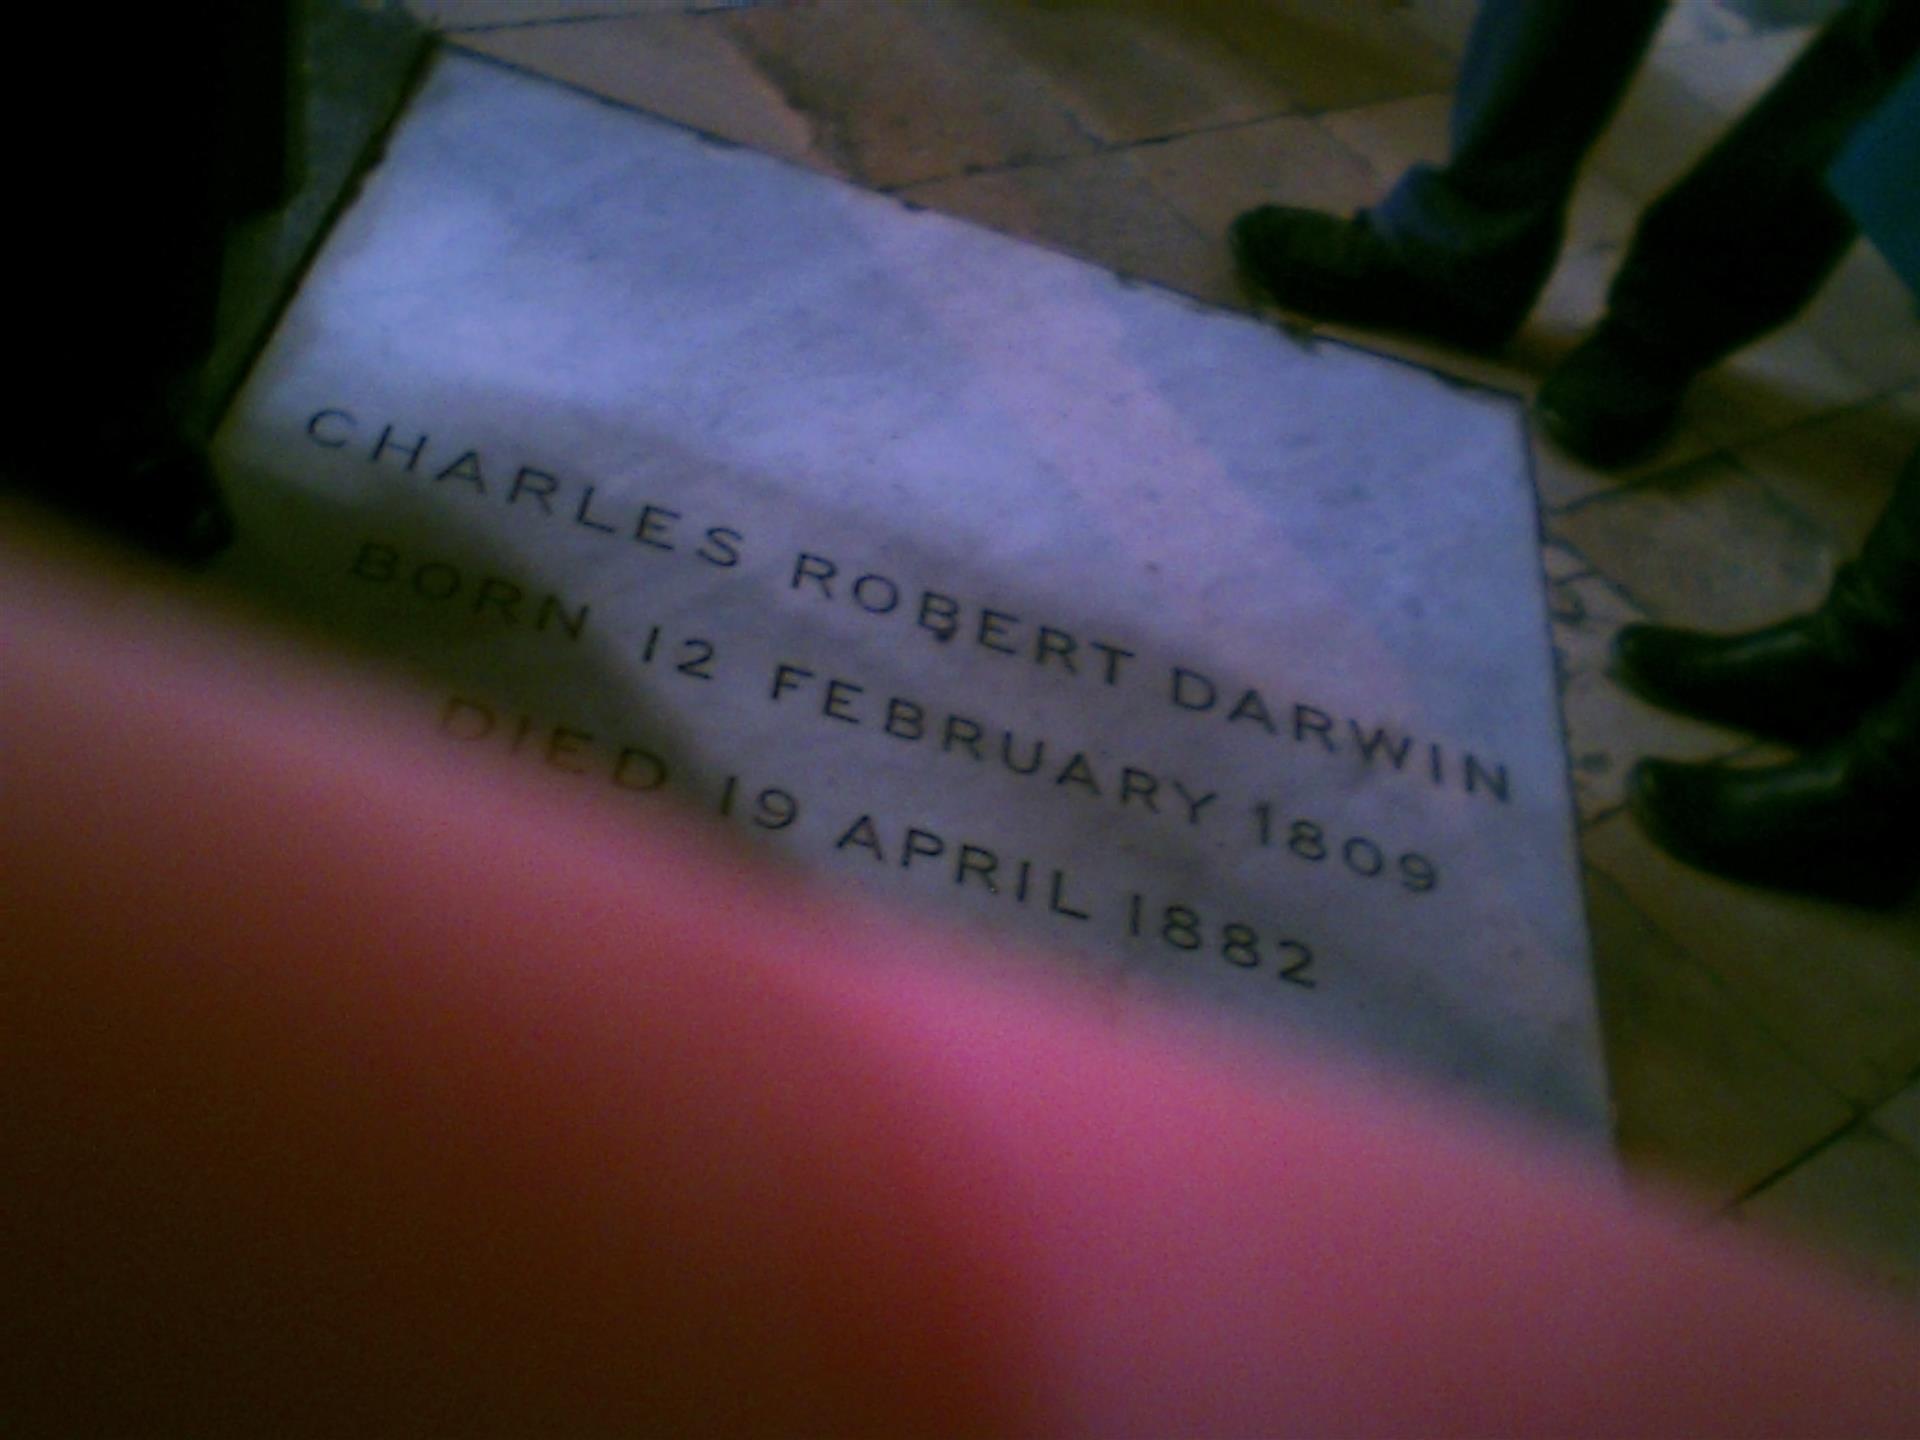 CHARLES ROBERT DARWIN
BORN 12 FEBRUARY 1809
DIED 19 APRIL 1882